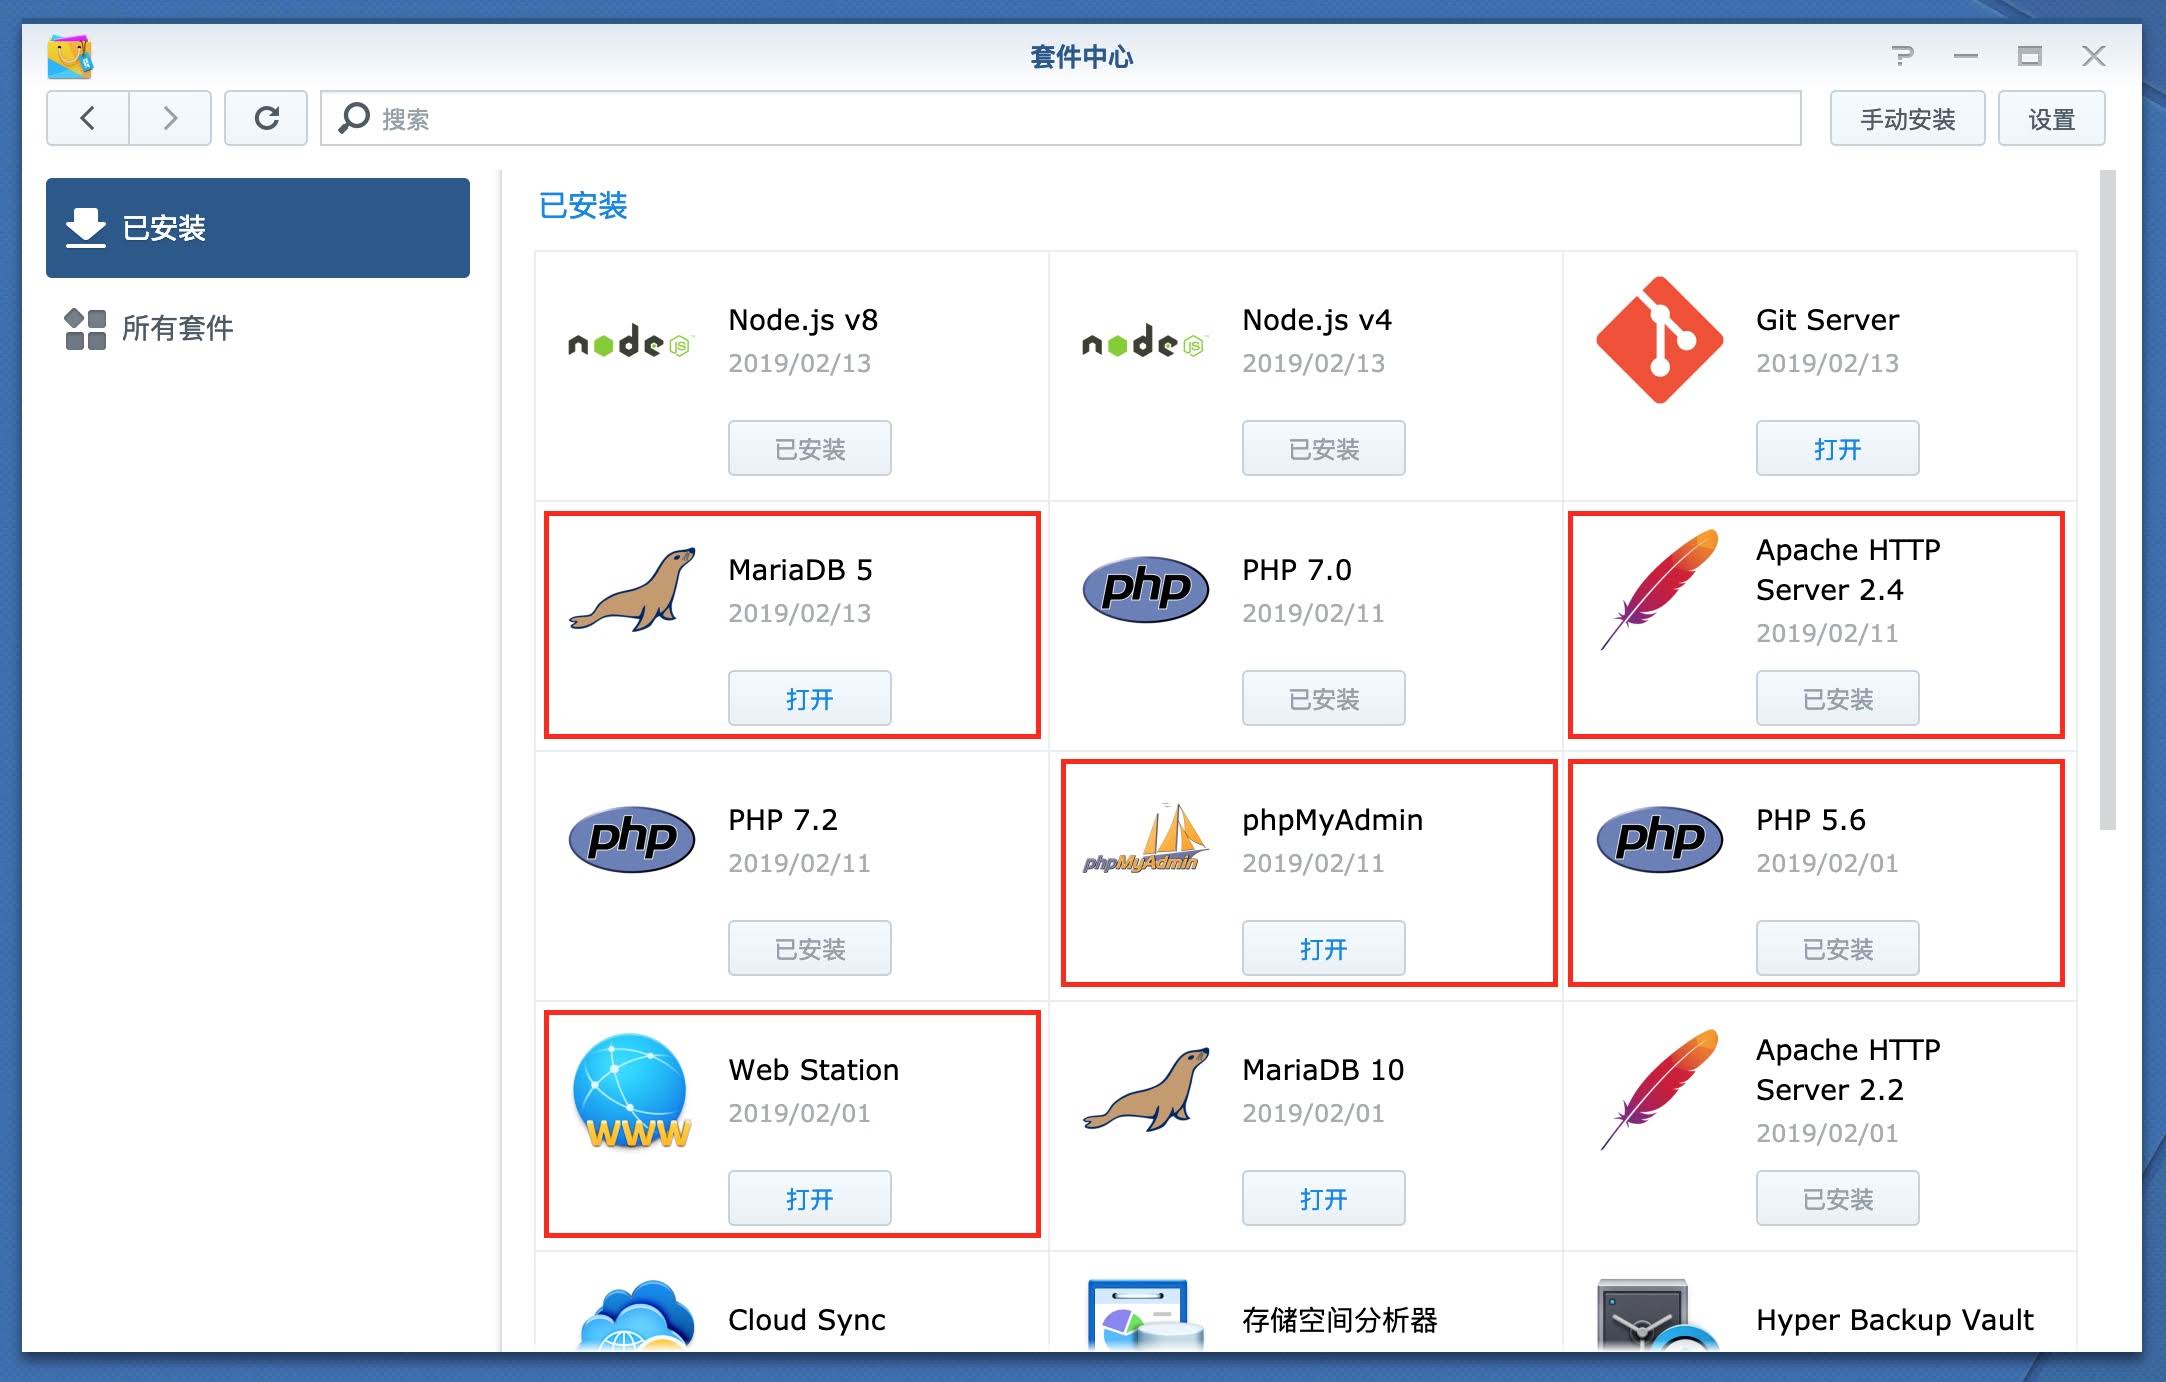 套件中心
搜索
手动安装
设置
已安装
所有套件
已安装
node JS
Node.js v8
2019/02/13
已安装
node JS
Node.js v4
2019/02/13
已安装
Git Server
2019/02/13
打开
MariaDB 5
2019/02/13
打开
php
PHP 7.0
2019/02/11
已安装
Apache HTTP
Server 2.4
2019/02/11
已安装
php
PHP 7.2
2019/02/11
已安装
phpMyAdmin
phpMyAdmin
2019/02/11
打开
php
PHP 5.6
2019/02/01
已安装
WWW
Web Station
2019/02/01
打开
MariaDB 10
2019/02/01
打开
Apache HTTP
Server 2.2
2019/02/01
已安装
Cloud Sync
存储空间分析器
Hyper Backup Vault